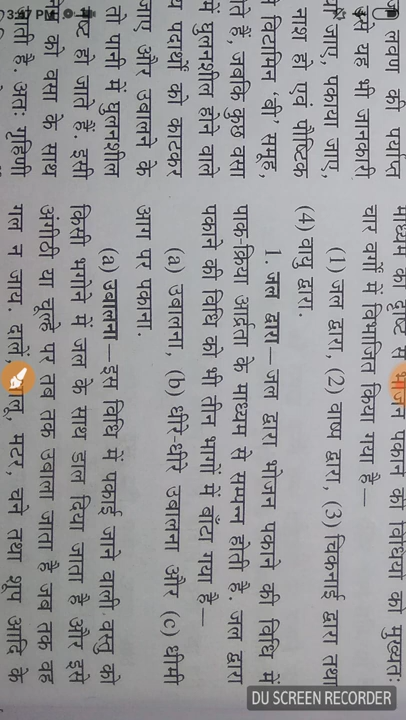 लवण की पर्याप्त
से यह भी जानकारी
जाए, पकाया जाए,
नाश हो एवं पौष्टिक
विटामिन 'बी' समूह,
ते हैं, जबकि कुछ वसा
में घुलनशील होने वाले
पदार्थों को काटकर
जाए और उबालने के
तो पानी में घुलनशील
ष्ट हो जाते हैं. इसी
को वसा के साथ
ती है. अतः गृहिणी
माध्यम की दृष्टि से भोजन पकाने की विधियों को मुख्यतः
चार वर्गों में विभाजित किया गया है—
(1) जल द्वारा, (2) वाष्प द्वारा (3) चिकनाई द्वारा तथा
(4) वायु द्वारा.
1. जल द्वारा—जल द्वारा भोजन पकाने की विधि में
पाक-क्रिया आर्द्रता के माध्यम से सम्पन्न होती है. जल द्वारा
पकाने की विधि को भी तीन भागों में बाँटा गया है—
(a) उबालना, (b) धीरे-धीरे उबालना और (c) धीमी
आग पर पकाना.
(a) उबालना—इस विधि में पकाई जाने वाली वस्तु को
किसी भगोने में जल के साथ डाल दिया जाता है और इसे
अंगीठी या चूल्हे पर तब तक उबाला जाता है जब तक वह
गल न जाय. दालें, आलू, मटर, चने तथा सूप आदि के
3:47 PM
DU SCREEN RECORDER